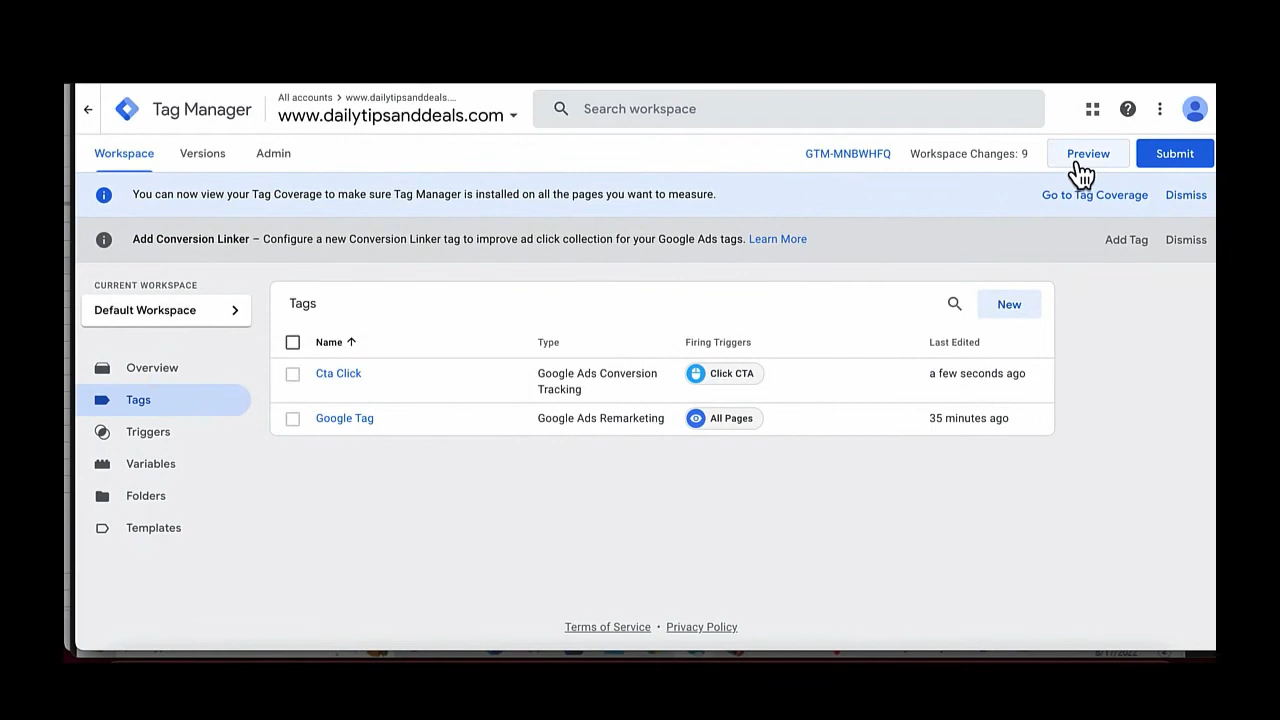 Tag Manager
All accounts > www.dailytipsanddeals....
www.dailytipsanddeals.com
Search workspace
Workspace
Versions
Admin
GTM-MNBWHFQ
Workspace Changes: 9
Preview
Submit
You can now view your Tag Coverage to make sure Tag Manager is installed on all the pages you want to measure.
Go to Tag Coverage
Dismiss
Add Conversion Linker – Configure a new Conversion Linker tag to improve ad click collection for your Google Ads tags. Learn More
Add Tag
Dismiss
CURRENT WORKSPACE
Default Workspace
Overview
Tags
Triggers
Variables
Folders
Templates
Tags
New
Name
Type
Firing Triggers
Last Edited
Cta Click
Google Ads Conversion
Tracking
Click CTA
a few seconds ago
Google Tag
Google Ads Remarketing
All Pages
35 minutes ago
Terms of Service • Privacy Policy